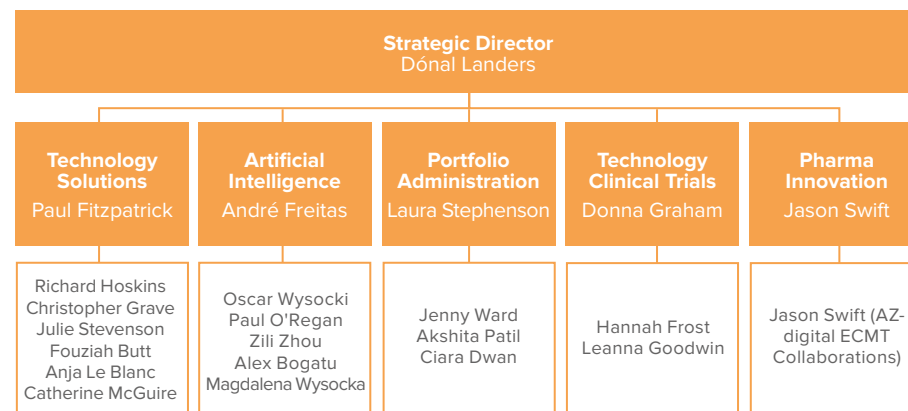 Strategic Director
Dónal Landers
Technology
Solutions
Paul Fitzpatrick
Artificial
Intelligence
André Freitas
Portfolio
Administration
Laura Stephenson
Technology
Clinical Trials
Donna Graham
Pharma
Innovation
Jason Swift
Richard Hoskins
Christopher Grave
Julie Stevenson
Fouziah Butt
Anja Le Blanc
Catherine McGuire
Oscar Wysocki
Paul O'Regan
Zili Zhou
Alex Bogatu
Magdalena Wysocka
Jenny Ward
Akshita Patil
Ciara Dwan
Hannah Frost
Leanna Goodwin
Jason Swift (AZ-
digital ECMT
Collaborations)